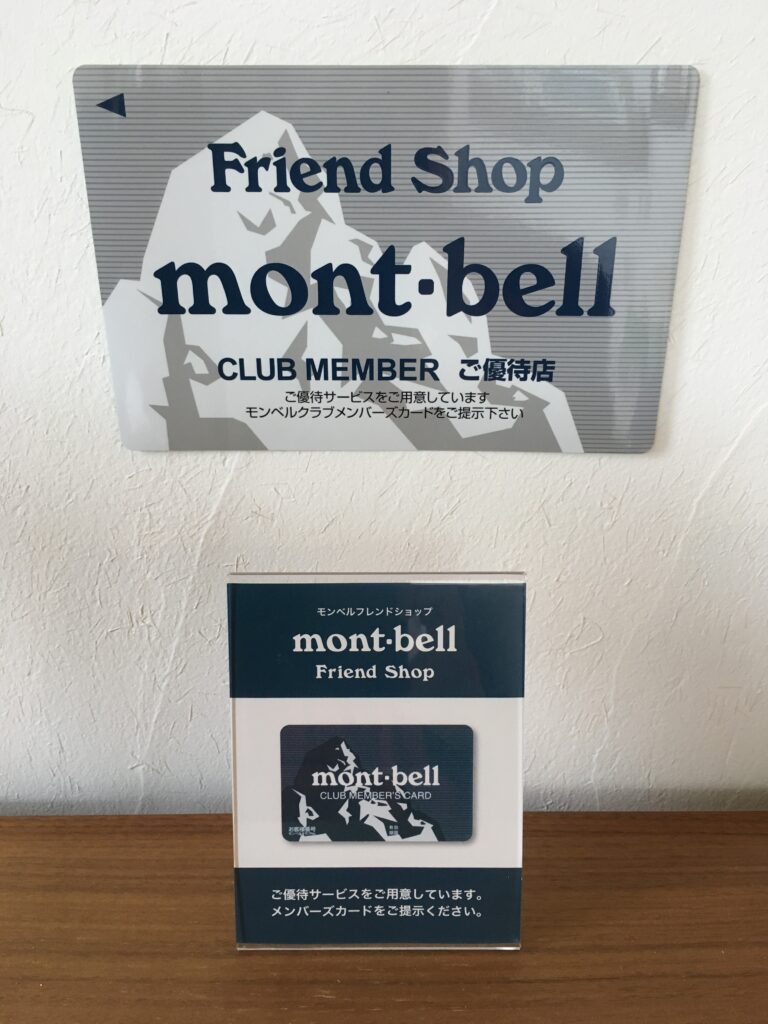 Friend Shop
mont·bell
CLUB MEMBER ご優待店
ご優待サービスをご用意しています
モンベルクラブメンバーズカードをご提示下さい
モンベルフレンドショップ
mont·bell
Friend Shop
mont·bell
CLUB MEMBER'S CARD
お客様番号
ご優待サービスをご用意しています。
メンバーズカードをご提示ください。